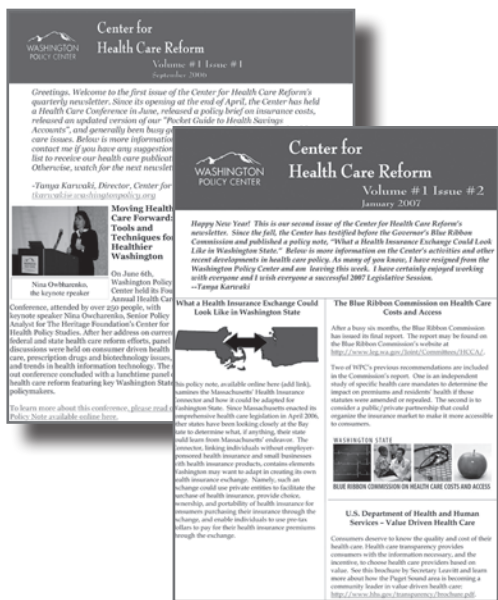 WASHINGTON
POLICY CENTER
Center for
Health Care Reform
Volume #1 Issue #1
September 2006
Greetings. Welcome to the first issue of the Center for Health Care Reform's
quarterly newsletter. Since its opening at the end of April, the Center has held
a Health Care Conference in June, released a policy brief on insurance costs,
released an updated version of our "Pocket Guide to Health Savings
Accounts", and generally been busy
care issues. Below is more information
contact me if you have any suggestion
list to receive our health care publicat
Otherwise, watch for the next newslet
-Tanya Karwaki, Director, Center for
tkarwaki@washingtonpolicy.org
Nina Owcharenko,
the keynote speaker
Moving Health
Care Forward:
Tools and
Techniques for
Healthier
Washington
On June 6th,
Washington Policy
Center held its Fou
Annual Health Car
Conference, attended by over 250 people, with
keynote speaker Nina Owcharenko, Senior Policy
Analyst for The Heritage Foundation's Center for
Health Policy Studies. After her address on curren
federal and state health care reform efforts, panel
discussions were held on consumer driven health
care, prescription drugs and biotechnology issues,
and trends in health information technology. The
out conference concluded with a lunchtime panel
health care reform featuring key Washington State
policymakers.
To learn more about this conference, please read
Policy Note available online here.
WASHINGTON
POLICY CENTER
Center for
Health Care Reform
Volume #1 Issue #2
January 2007
Happy New Year! This is our second issue of the Center for Health Care Reform's
newsletter. Since the fall, the Center has testified before the Governor's Blue Ribbon
Commission and published a policy note, "What a Health Insurance Exchange Could Look
Like in Washington State." Below is more information on the Center's activities and other
recent developments in health care policy. As many of you know, I have resigned from the
Washington Policy Center and am leaving this week. I have certainly enjoyed working
with everyone and I wish everyone a successful 2007 Legislative Session.
--Tanya Karwaki
What a Health Insurance Exchange Could
Look Like in Washington State
his policy note, available online here (add link),
xamines the Massachusetts' Health Insurance
onnector and how it could be adapted for
Washington State. Since Massachusetts enacted its
omprehensive health care legislation in April 2006,
ther states have been looking closely at the Bay
tate to determine what, if anything, their state
ould learn from Massachusetts' endeavor. The
onnector, linking individuals without employer-
ponsored health insurance and small businesses
ith health insurance products, contains elements
Washington may want to adapt in creating its own
ealth insurance exchange. Namely, such an
xchange could use private entities to facilitate the
urchase of health insurance, provide choice,
wnership, and portability of health insurance for
onsumers purchasing their insurance through the
xchange, and enable individuals to use pre-tax
ollars to pay for their health insurance premiums
hrough the exchange.
The Blue Ribbon Commission on Health Care
Costs and Access
After a busy six months, the Blue Ribbon Commission
has issued its final report. The report may be found on
the Blue Ribbon Commission's website at
http://www.leg.wa.gov/Joint/Committees/HCCA/.
Two of WPC's previous recommendations are included
in the Commission's report. One is an independent
study of specific health care mandates to determine the
impact on premiums and residents' health if those
statutes were amended or repealed. The second is to
consider a public/private partnership that could
organize the insurance market to make it more accessible
to consumers.
WASHINGTON STATE
BLUE RIBBON COMMISSION ON HEALTH CARE COSTS AND ACCESS
U.S. Department of Health and Human
Services – Value Driven Health Care
Consumers deserve to know the quality and cost of their
health care. Health care transparency provides
consumers with the information necessary, and the
incentive, to choose health care providers based on
value. See this brochure by Secretary Leavitt and learn
more about how the Puget Sound area is becoming a
community leader in value driven health care:
http://www.hhs.gov/transparency/brochure.pdf.